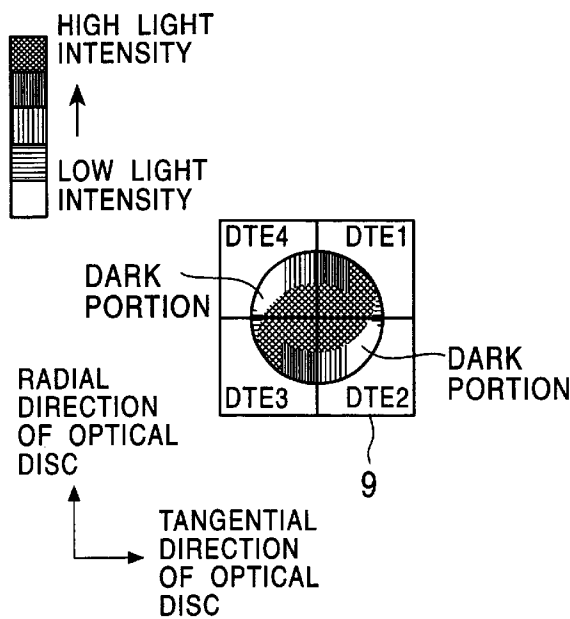 HIGH LIGHT
INTENSITY
LOW LIGHT
INTENSITY
DTE4
DTE1
DARK
PORTION
DARK
PORTION
DTE3
DTE2
9
RADIAL
DIRECTION
OF OPTICAL
DISC
TANGENTIAL
DIRECTION
OF OPTICAL
DISC